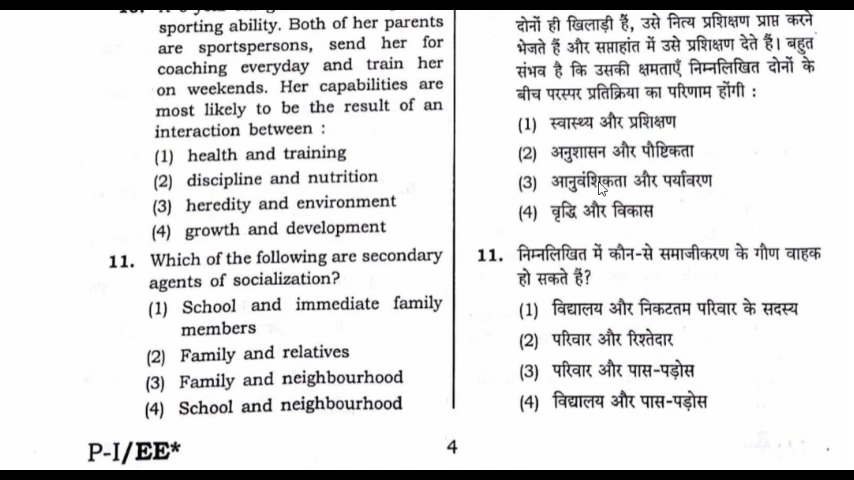 sporting ability. Both of her parents
are sportspersons, send her for
coaching everyday and train her
on weekends. Her capabilities are
most likely to be the result of an
interaction between :
(1) health and training
(2) discipline and nutrition
(3) heredity and environment
(4) growth and development
11. Which of the following are secondary
agents of socialization?
(1) School and immediate family
members
(2) Family and relatives
(3) Family and neighbourhood
(4) School and neighbourhood
दोनों ही खिलाड़ी हैं, उसे नित्य प्रशिक्षण प्राप्त करने
भेजते हैं और सप्ताहांत में उसे प्रशिक्षण देते हैं। बहुत
संभव है कि उसकी क्षमताएँ निम्नलिखित दोनों के
बीच परस्पर प्रतिक्रिया का परिणाम होंगी :
(1) स्वास्थ्य और प्रशिक्षण
(2) अनुशासन और पौष्टिकता
(3) आनुवंशिकता और पर्यावरण
(4) वृद्धि और विकास
11. निम्नलिखित में कौन-से समाजीकरण के गौण वाहक
हो सकते हैं?
(1) विद्यालय और निकटतम परिवार के सदस्य
(2) परिवार और रिश्तेदार
(3) परिवार और पास-पड़ोस
(4) विद्यालय और पास-पड़ोस
P-I/EE*
4